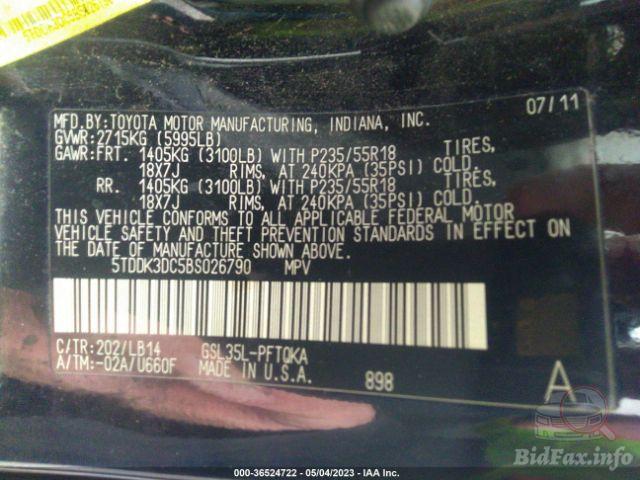 MFD.BY:TOYOTA MOTOR MANUFACTURING, INDIANA, INC. 07/11
GVWR:2715KG (5995LB)
GAWR:FRT. 1405KG (3100LB) WITH P235/55R18 TIRES,
18X7J RIMS, AT 240KPA (35PSI) COLD.
RR. 1405KG (3100LB) WITH P235/55R18 TIRES,
18X7J RIMS, AT 240KPA (35PSI) COLD.
THIS VEHICLE CONFORMS TO ALL APPLICABLE FEDERAL MOTOR
VEHICLE SAFETY AND THEFT PREVENTION STANDARDS IN EFFECT ON
THE DATE OF MANUFACTURE SHOWN ABOVE.
5TDDK3DC5BS026790 MPV
C/TR:202/LB14 GSL35L-PFTQKA
A/TM:-02A/U660F MADE IN U.S.A. 898 A
000-36524722 - 05/04/2023 - IAA Inc.
BidFax.info